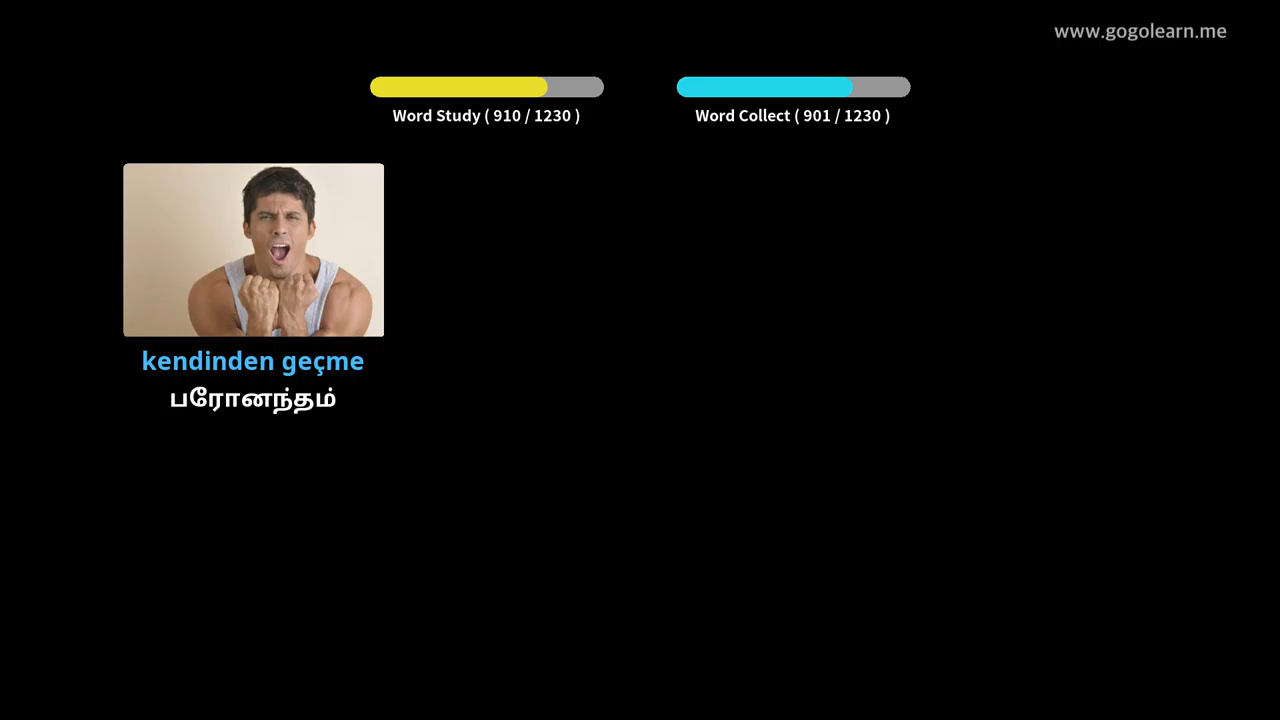 www.gogolearn.me
Word Study ( 910 / 1230 )
Word Collect ( 901 / 1230 )
kendinden geçme
பரோனந்தம்